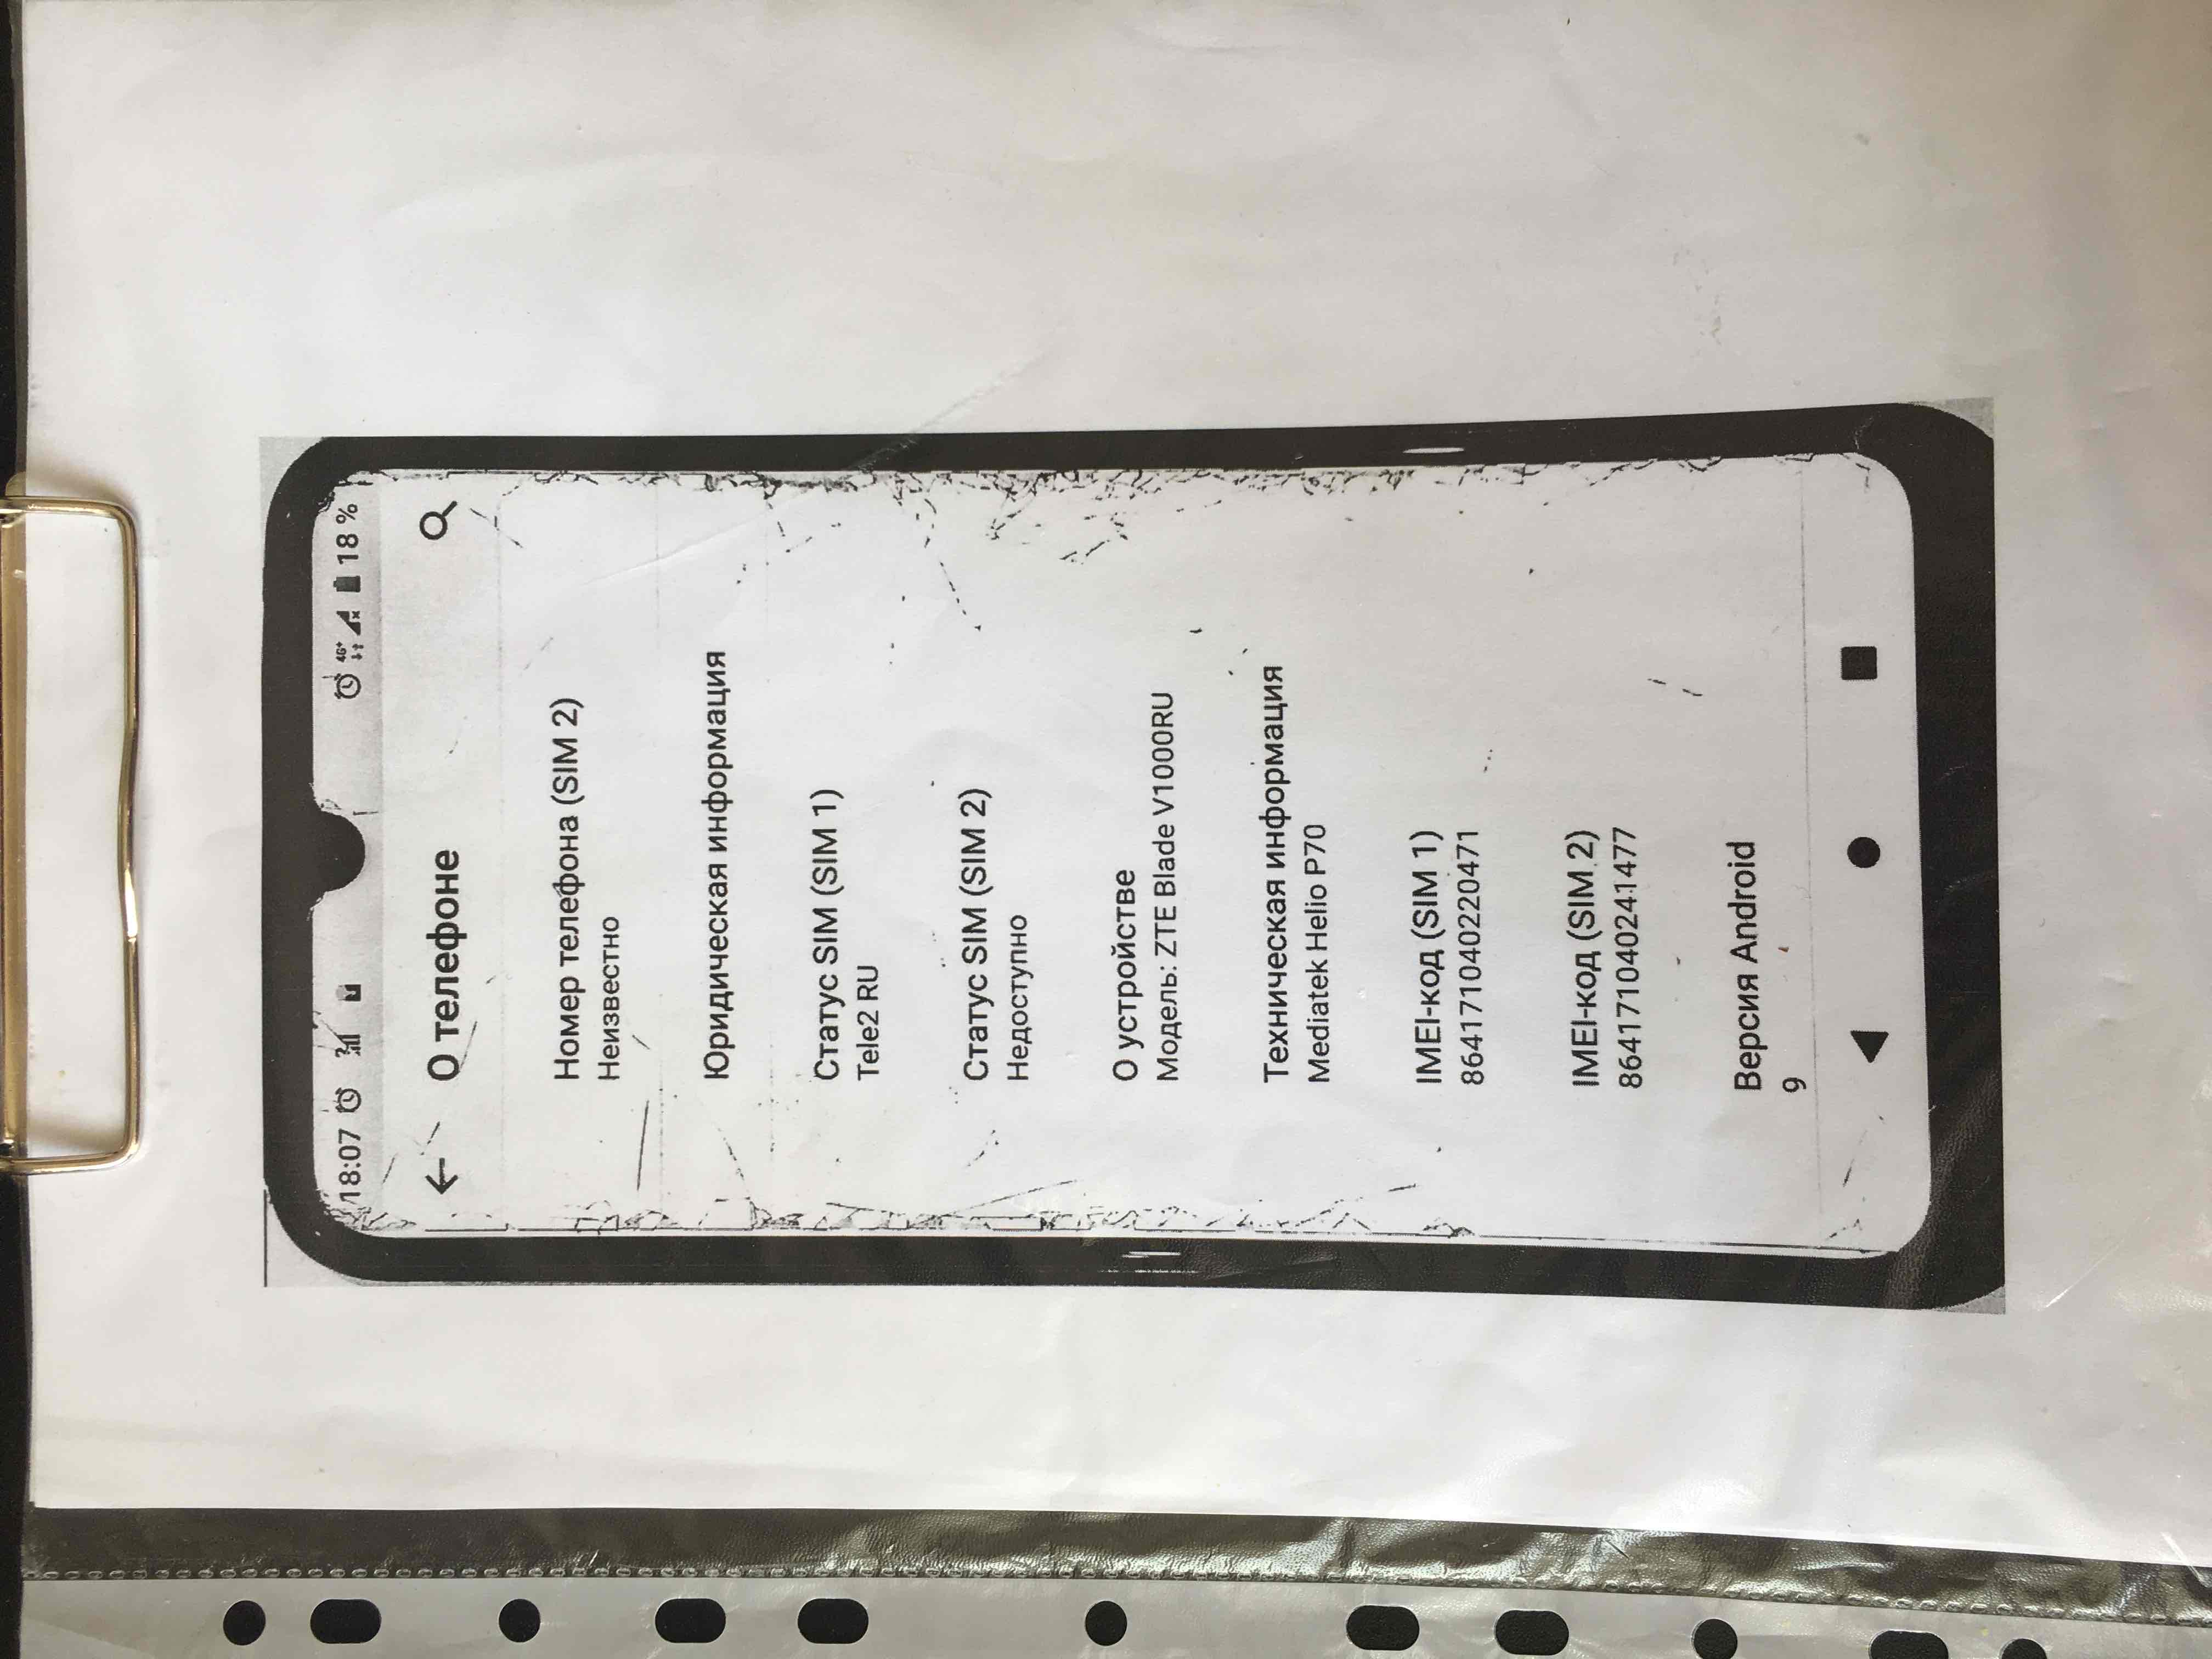 18:07 4G+ 18 %
О телефоне
Номер телефона (SIM 2)
Неизвестно
Юридическая информация
Статус SIM (SIM 1)
Tele2 RU
Статус SIM (SIM 2)
Недоступно
О устройстве
Модель: ZTE Blade V1000RU
Техническая информация
Mediatek Helio P70
IMEI-код (SIM 1)
864171040220471
IMEI-код (SIM 2)
864171040241477
Версия Android
9